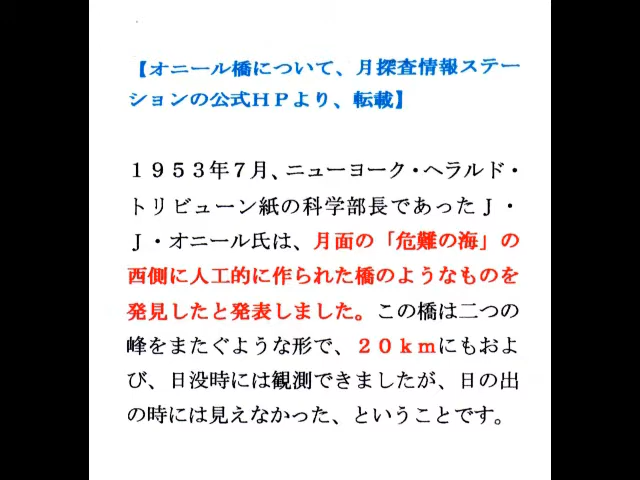 【オニール橋について、月探査情報ステー
ションの公式ＨＰより、転載】
１９５３年７月、ニューヨーク・ヘラルド・
トリビューン紙の科学部長であったＪ・
Ｊ・オニール氏は、月面の「危難の海」の
西側に人工的に作られた橋のようなものを
発見したと発表しました。この橋は二つの
峰をまたぐような形で、２０ｋｍにもおよ
び、日没時には観測できましたが、日の出
の時には見えなかった、ということです。